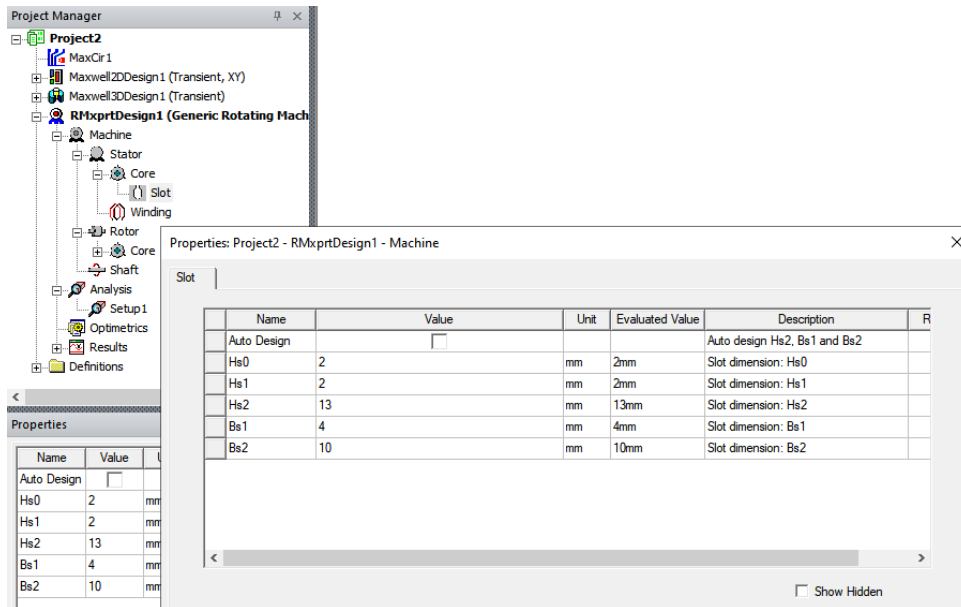 Project Manager
Project2
MaxCir1
Maxwell2DDesign1 (Transient, XY)
Maxwell3DDesign1 (Transient)
RMxprtDesign1 (Generic Rotating Mach
Machine
Stator
Core
Slot
Winding
Rotor
Core
Shaft
Analysis
Setup1
Optimetrics
Results
Definitions
Properties
Name Value
Auto Design
Hs0 2 mm
Hs1 2 mm
Hs2 13 mm
Bs1 4 mm
Bs2 10 mm
Properties: Project2 - RMxprtDesign1 - Machine
Slot
Name Value Unit Evaluated Value Description R
Auto Design Auto design Hs2, Bs1 and Bs2
Hs0 2 mm 2mm Slot dimension: Hs0
Hs1 2 mm 2mm Slot dimension: Hs1
Hs2 13 mm 13mm Slot dimension: Hs2
Bs1 4 mm 4mm Slot dimension: Bs1
Bs2 10 mm 10mm Slot dimension: Bs2
Show Hidden